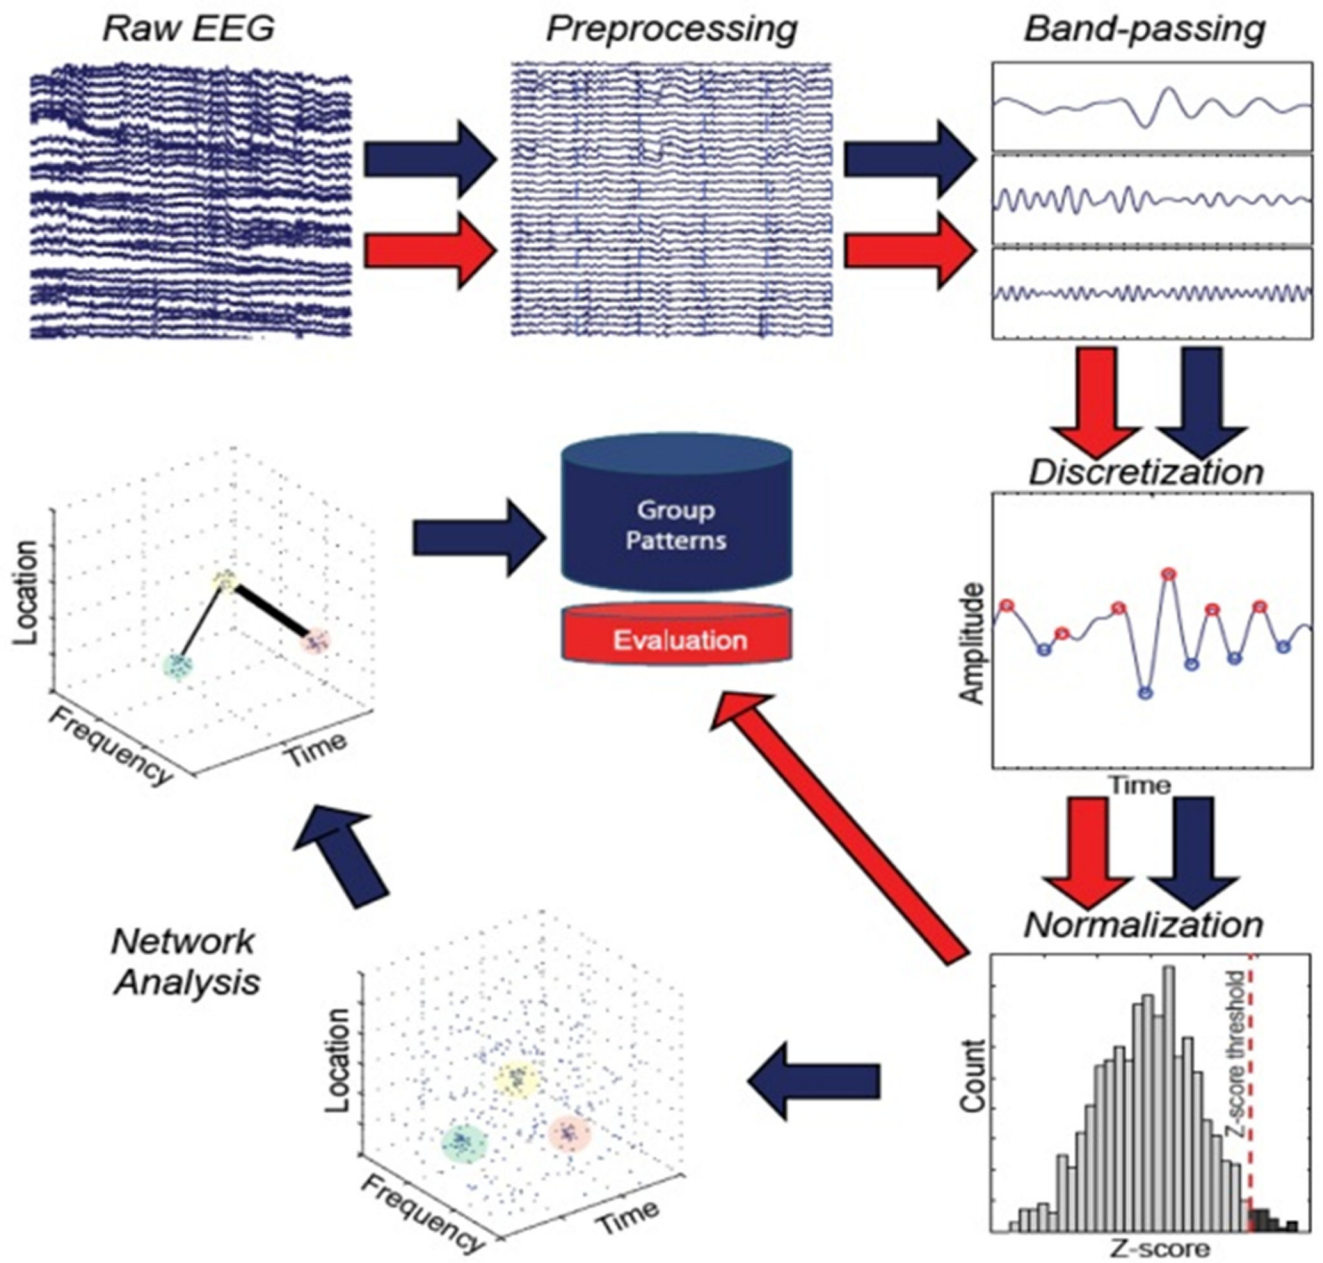 Raw EEG
Preprocessing
Band-passing
Discretization
Amplitude
Time
Group
Patterns
Evaluation
Location
Frequency
Time
Normalization
Count
Z-score threshold
Z-score
Network
Analysis
Location
Frequency
Time